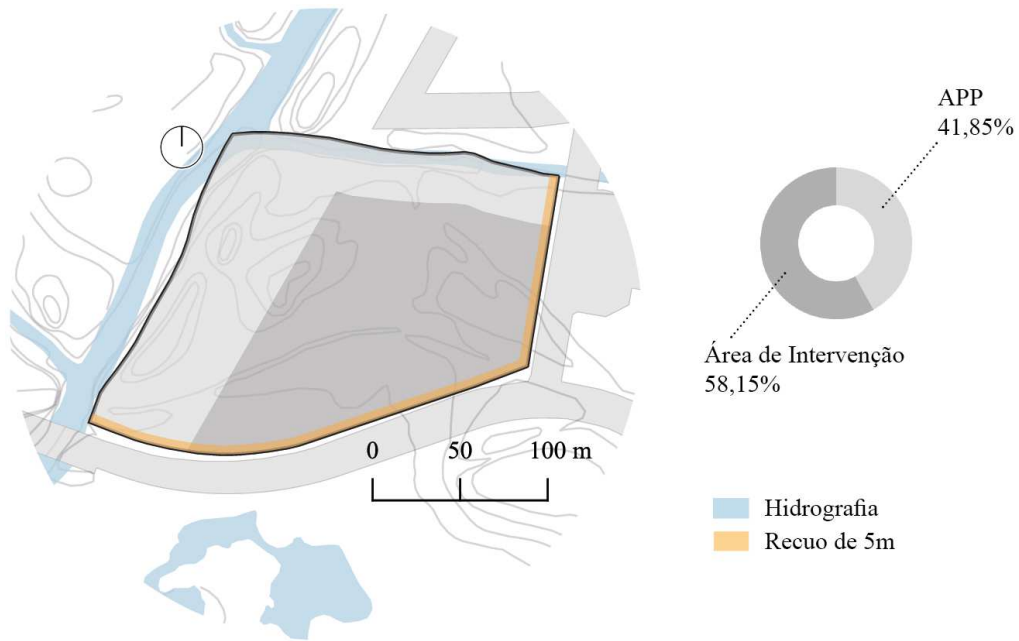 APP
41,85%
Área de Intervenção
58,15%
0 50 100 m
Hidrografia
Recuo de 5m